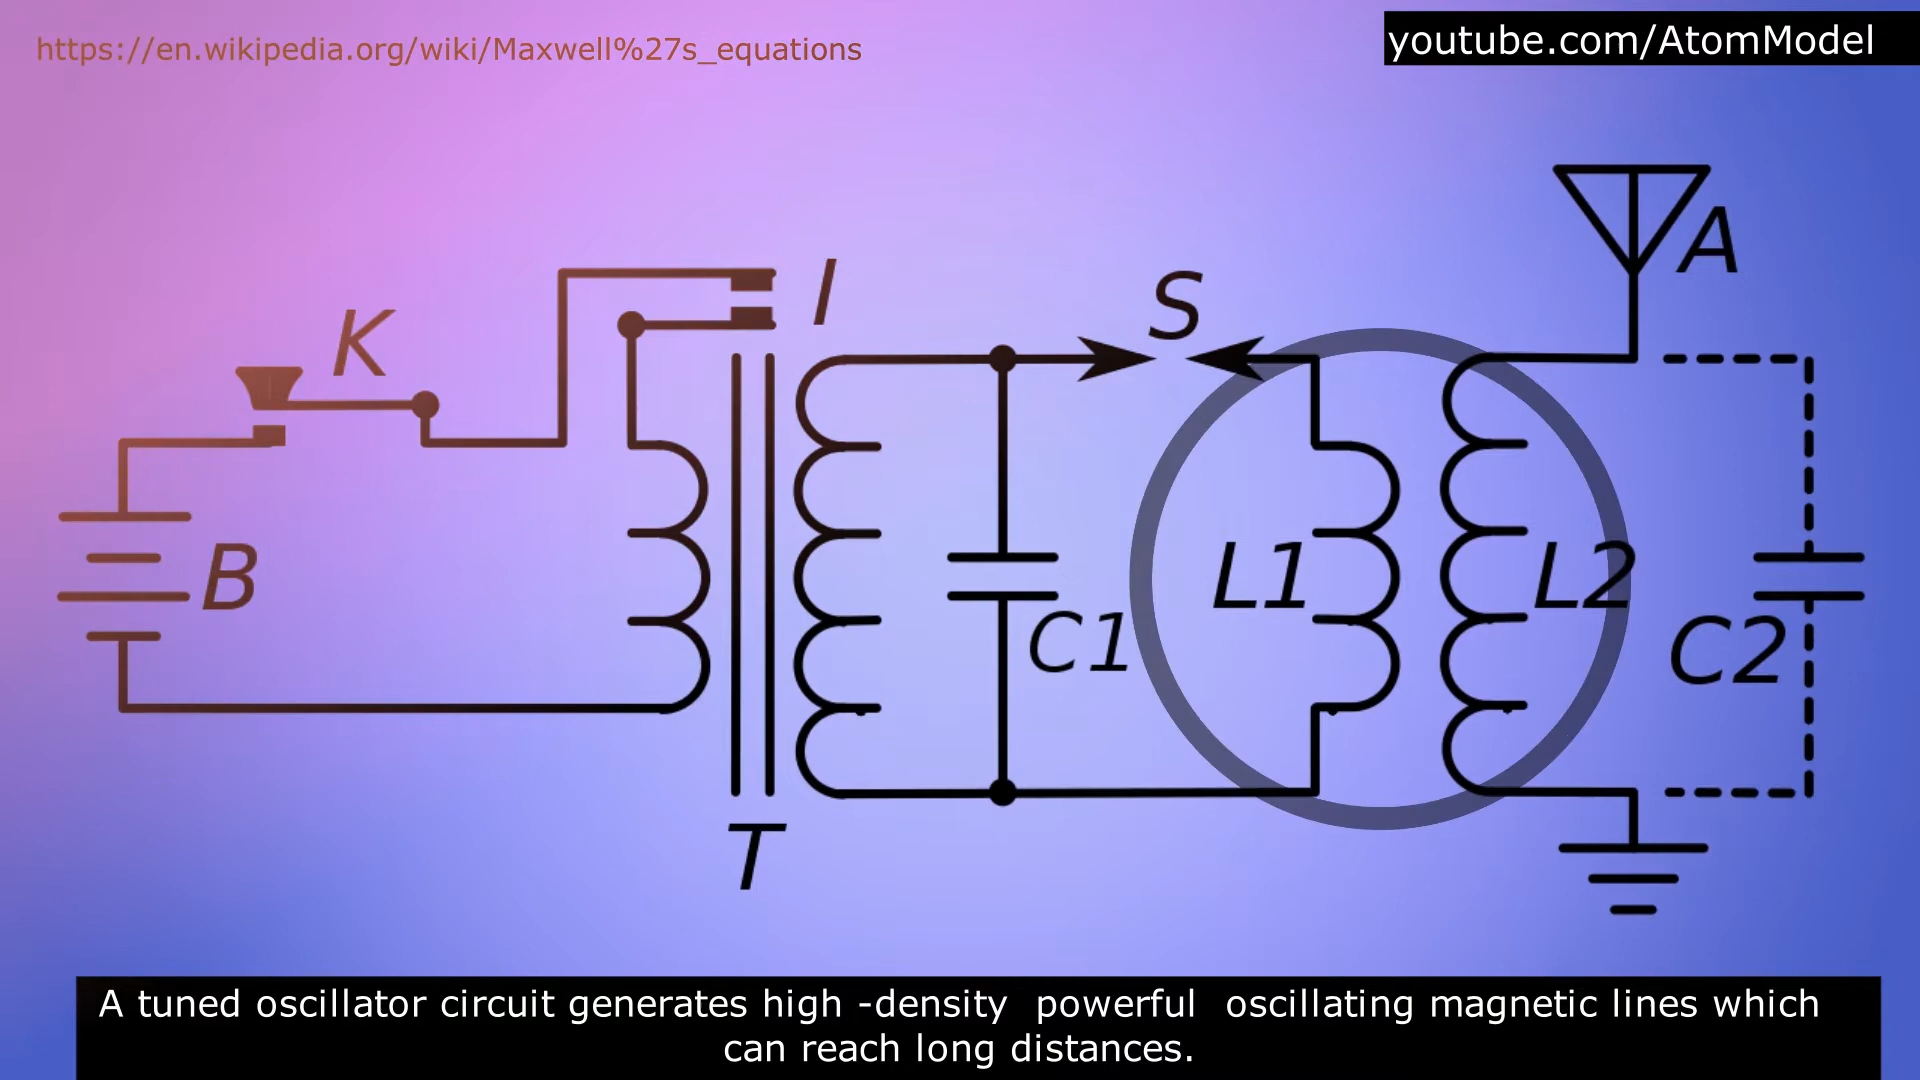 https://en.wikipedia.org/wiki/Maxwell%27s_equations
youtube.com/AtomModel
A
I
S
K
B
L1
L2
C1
C2
T
A tuned oscillator circuit generates high -density  powerful  oscillating magnetic lines which
can reach long distances.